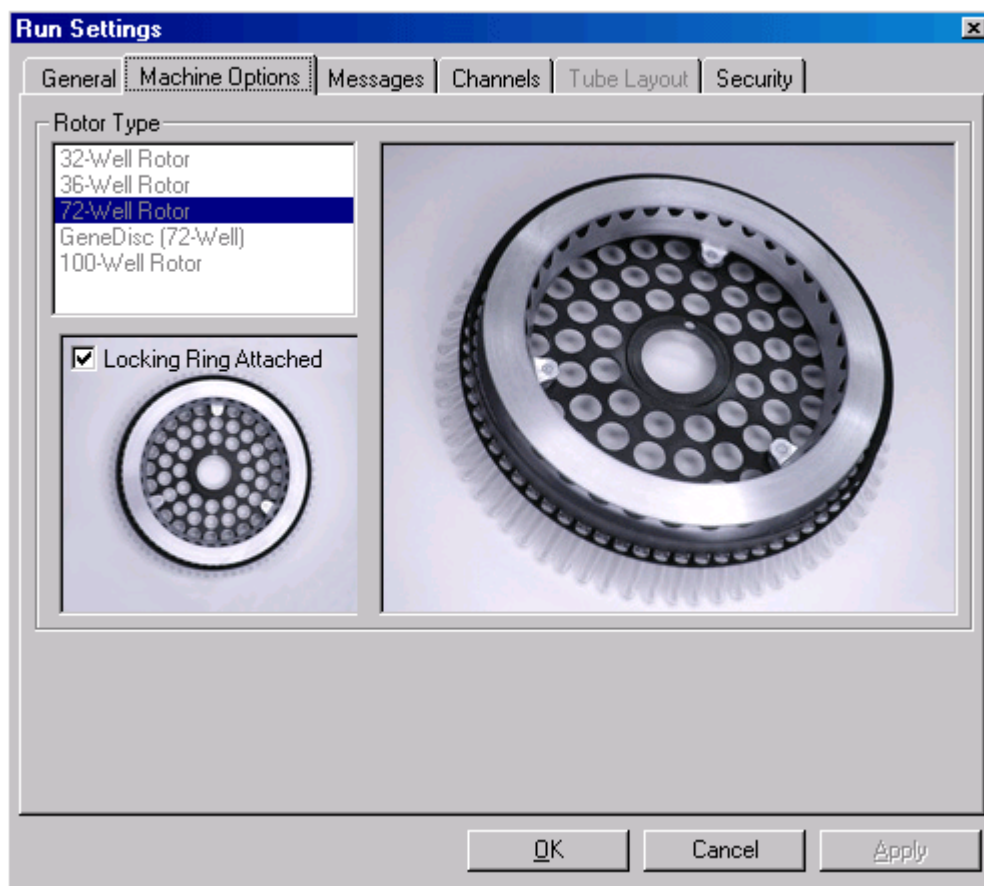 Run Settings
General Machine Options Messages Channels Tube Layout Security
Rotor Type
32-Well Rotor
36-Well Rotor
72-Well Rotor
GeneDisc (72-Well)
100-Well Rotor
Locking Ring Attached
OK Cancel Apply